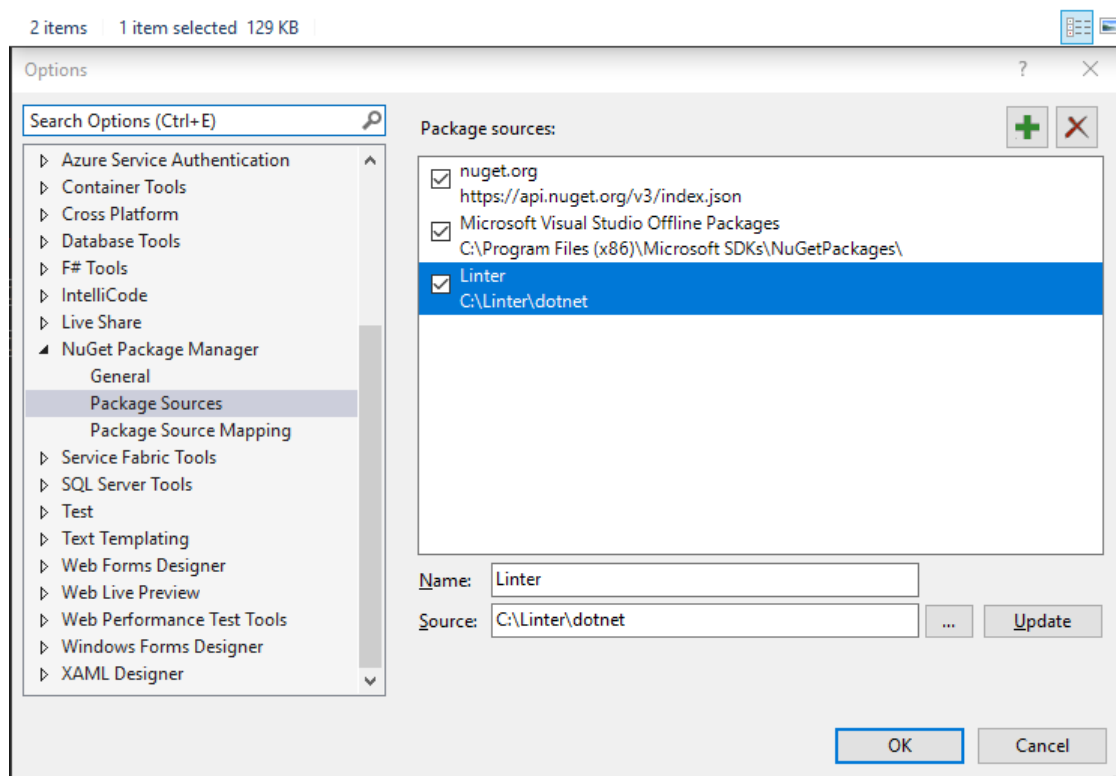 2 items 1 item selected 129 KB
Options ?
Search Options (Ctrl+E)
Azure Service Authentication
Container Tools
Cross Platform
Database Tools
F# Tools
IntelliCode
Live Share
NuGet Package Manager
General
Package Sources
Package Source Mapping
Service Fabric Tools
SQL Server Tools
Test
Text Templating
Web Forms Designer
Web Live Preview
Web Performance Test Tools
Windows Forms Designer
XAML Designer
Package sources:
nuget.org
https://api.nuget.org/v3/index.json
Microsoft Visual Studio Offline Packages
C:\Program Files (x86)\Microsoft SDKs\NuGetPackages\
Linter
C:\Linter\dotnet
Name: Linter
Source: C:\Linter\dotnet ... Update
OK Cancel